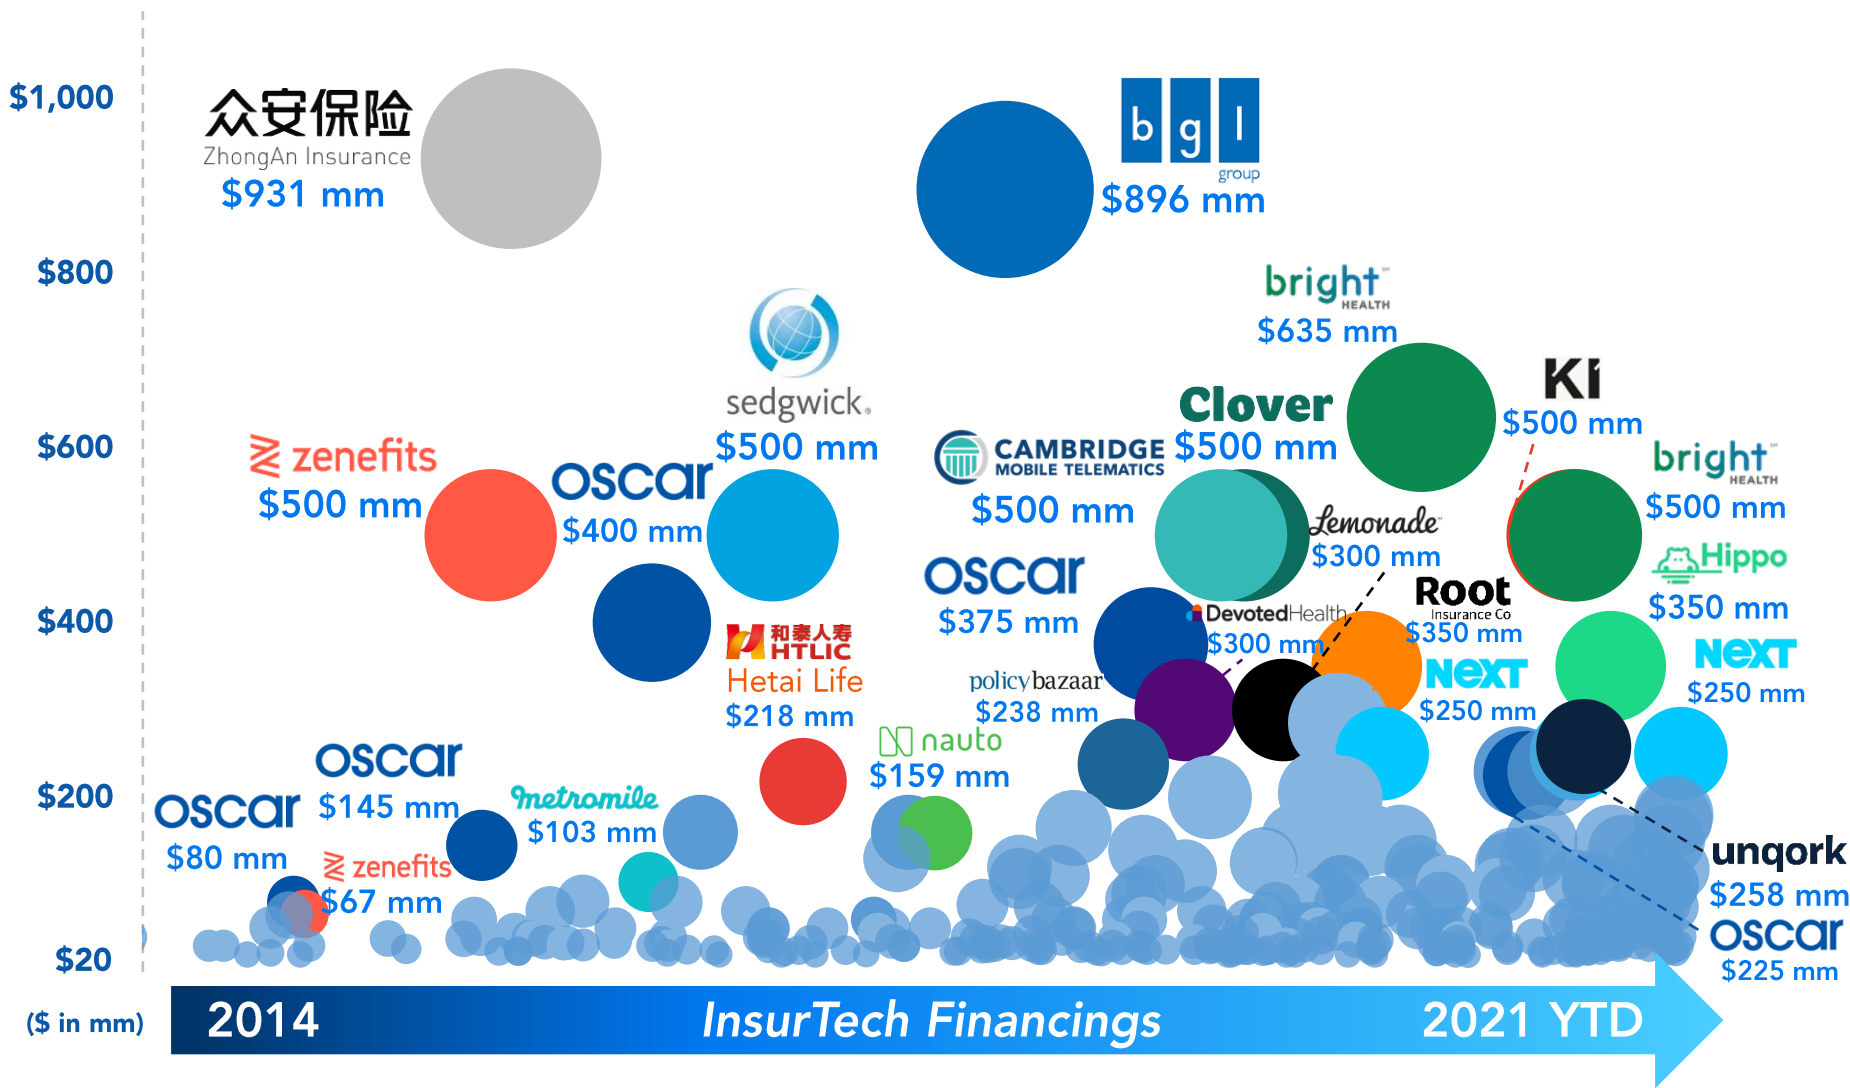 $1,000
$800
$600
$400
$200
$20
($ in mm)
众安保险
ZhongAn Insurance
$931 mm
bgl
group
$896 mm
bright
HEALTH
$635 mm
sedgwick®
$500 mm
Clover
$500 mm
KI
$500 mm
zenefits
$500 mm
oscar
$400 mm
CAMBRIDGE
MOBILE TELEMATICS
$500 mm
bright
HEALTH
$500 mm
Lemonade
$300 mm
Hippo
$350 mm
oscar
$375 mm
DevotedHealth
$300 mm
Root
Insurance Co
$350 mm
和泰人寿
HTLIC
Hetai Life
$218 mm
policybazaar
$238 mm
NEXT
$250 mm
NEXT
$250 mm
nauto
$159 mm
oscar
$145 mm
metromile
$103 mm
oscar
$80 mm
zenefits
$67 mm
unqork
$258 mm
oscar
$225 mm
2014
InsurTech Financings
2021 YTD